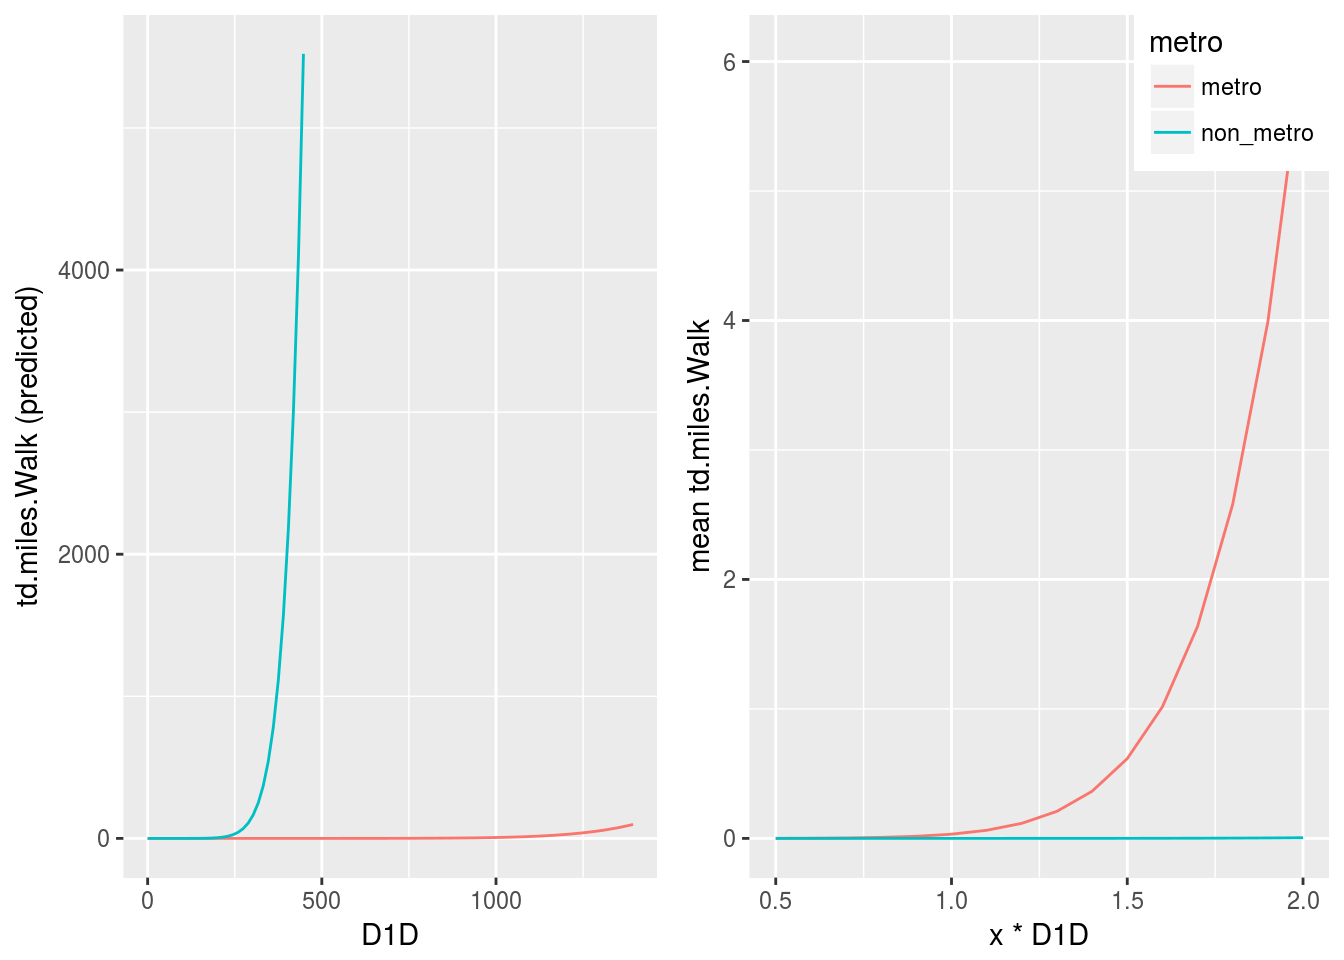 td.miles.Walk (predicted)
4000
2000
0
0
500
1000
D1D
mean td.miles.Walk
6
4
2
0
0.5
1.0
1.5
2.0
x * D1D
metro
metro
non_metro